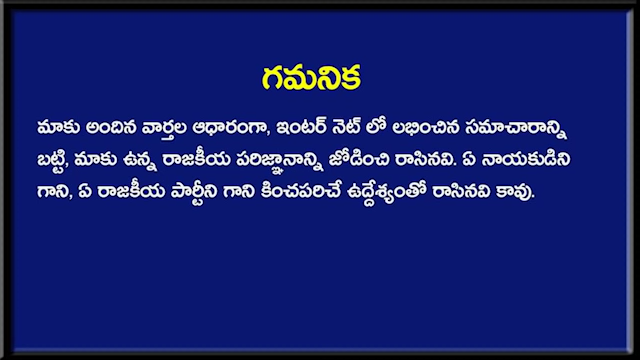 గమనిక
మాకు అందిన వార్తల ఆధారంగా, ఇంటర్ నెట్ లో లభించిన సమాచారాన్ని
బట్టి, మాకు ఉన్న రాజకీయ పరిజ్ఞానాన్ని జోడించి రాసినవి. ఏ నాయకుడిని
గాని, ఏ రాజకీయ పార్టీని గాని కించపరిచే ఉద్దేశ్యంతో రాసినవి కావు.